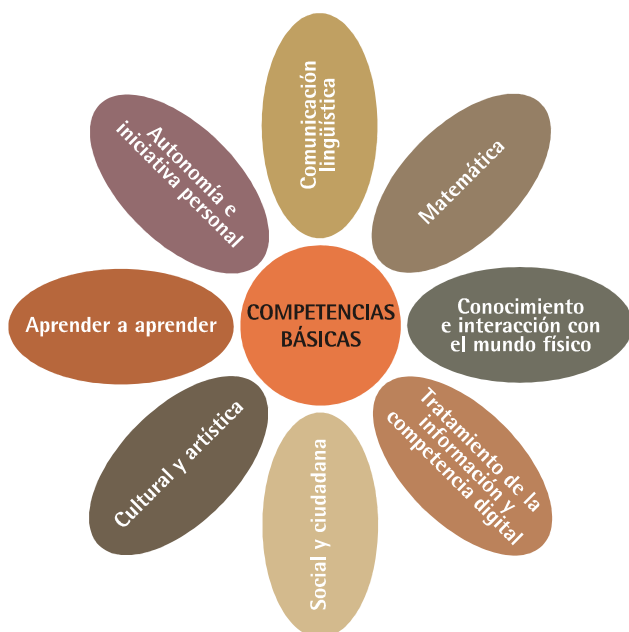 COMPETENCIAS
BÁSICAS
Comunicación
lingüística
Matemática
Conocimiento
e interacción con
el mundo físico
Tratamiento de la
información y
competencia digital
Social y ciudadana
Cultural y artística
Aprender a aprender
Autonomía e
iniciativa personal